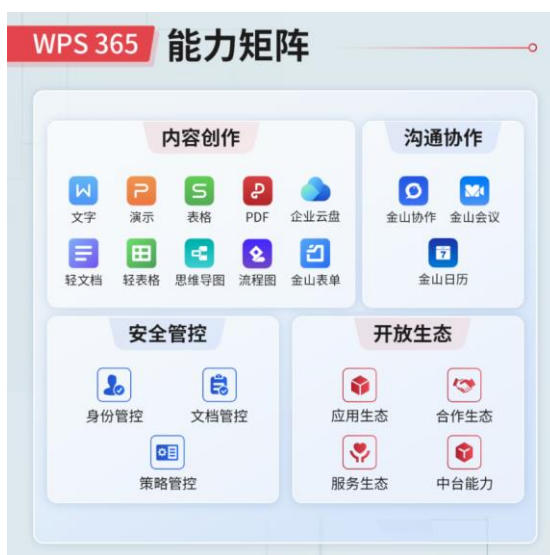 WPS 365 能力矩阵
内容创作
文字 演示 表格 PDF 企业云盘
轻文档 轻表格 思维导图 流程图 金山表单
沟通协作
金山协作 金山会议
7
金山日历
安全管控
身份管控 文档管控
策略管控
开放生态
应用生态 合作生态
服务生态 中台能力